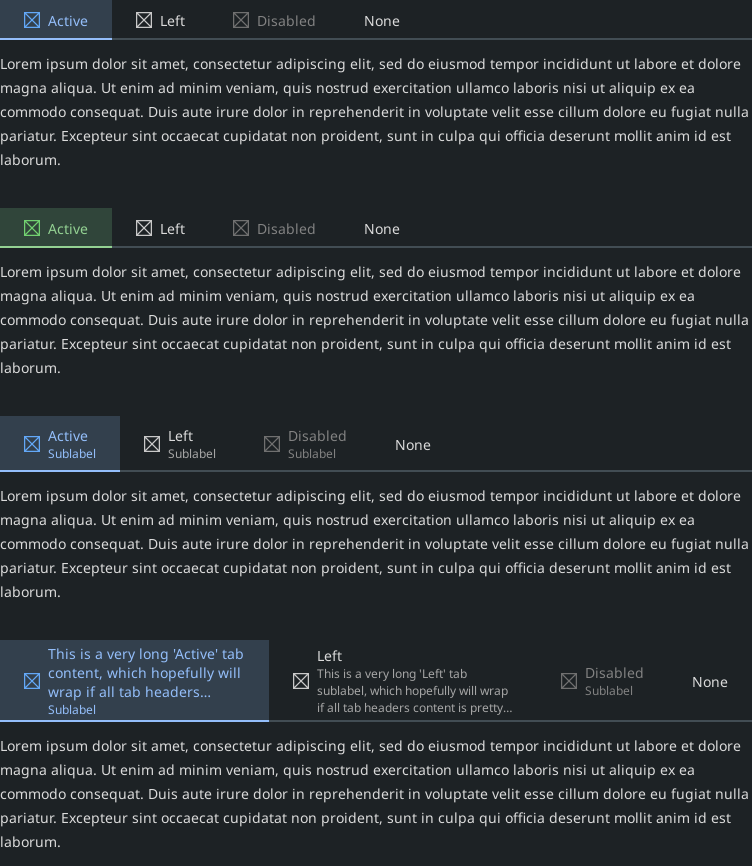 Active Left Disabled None
Lorem ipsum dolor sit amet, consectetur adipiscing elit, sed do eiusmod tempor incididunt ut labore et dolore
magna aliqua. Ut enim ad minim veniam, quis nostrud exercitation ullamco laboris nisi ut aliquip ex ea
commodo consequat. Duis aute irure dolor in reprehenderit in voluptate velit esse cillum dolore eu fugiat nulla
pariatur. Excepteur sint occaecat cupidatat non proident, sunt in culpa qui officia deserunt mollit anim id est
laborum.
Active Left Disabled None
Lorem ipsum dolor sit amet, consectetur adipiscing elit, sed do eiusmod tempor incididunt ut labore et dolore
magna aliqua. Ut enim ad minim veniam, quis nostrud exercitation ullamco laboris nisi ut aliquip ex ea
commodo consequat. Duis aute irure dolor in reprehenderit in voluptate velit esse cillum dolore eu fugiat nulla
pariatur. Excepteur sint occaecat cupidatat non proident, sunt in culpa qui officia deserunt mollit anim id est
laborum.
Active
Sublabel
Left
Sublabel
Disabled
Sublabel
None
Lorem ipsum dolor sit amet, consectetur adipiscing elit, sed do eiusmod tempor incididunt ut labore et dolore
magna aliqua. Ut enim ad minim veniam, quis nostrud exercitation ullamco laboris nisi ut aliquip ex ea
commodo consequat. Duis aute irure dolor in reprehenderit in voluptate velit esse cillum dolore eu fugiat nulla
pariatur. Excepteur sint occaecat cupidatat non proident, sunt in culpa qui officia deserunt mollit anim id est
laborum.
This is a very long 'Active' tab
content, which hopefully will
wrap if all tab headers...
Sublabel
Left
This is a very long 'Left' tab
sublabel, which hopefully will wrap
if all tab headers content is pretty...
Disabled
Sublabel
None
Lorem ipsum dolor sit amet, consectetur adipiscing elit, sed do eiusmod tempor incididunt ut labore et dolore
magna aliqua. Ut enim ad minim veniam, quis nostrud exercitation ullamco laboris nisi ut aliquip ex ea
commodo consequat. Duis aute irure dolor in reprehenderit in voluptate velit esse cillum dolore eu fugiat nulla
pariatur. Excepteur sint occaecat cupidatat non proident, sunt in culpa qui officia deserunt mollit anim id est
laborum.